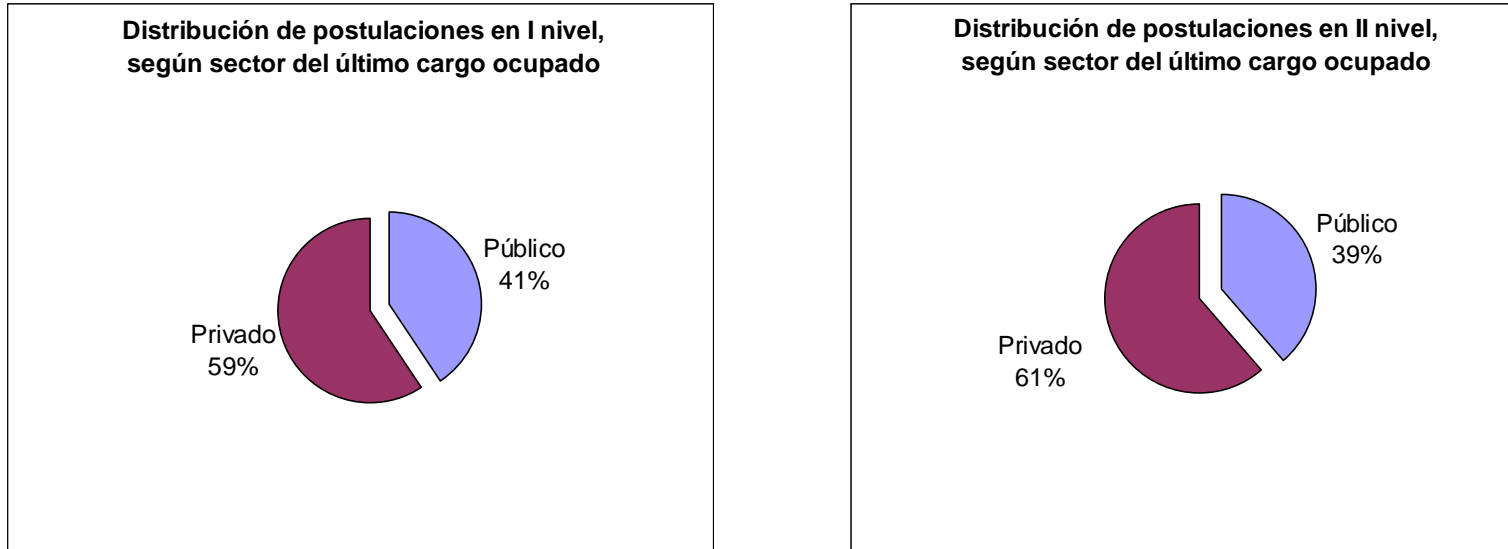 Distribución de postulaciones en I nivel,
según sector del último cargo ocupado
Público
41%
Privado
59%
Distribución de postulaciones en II nivel,
según sector del último cargo ocupado
Público
39%
Privado
61%